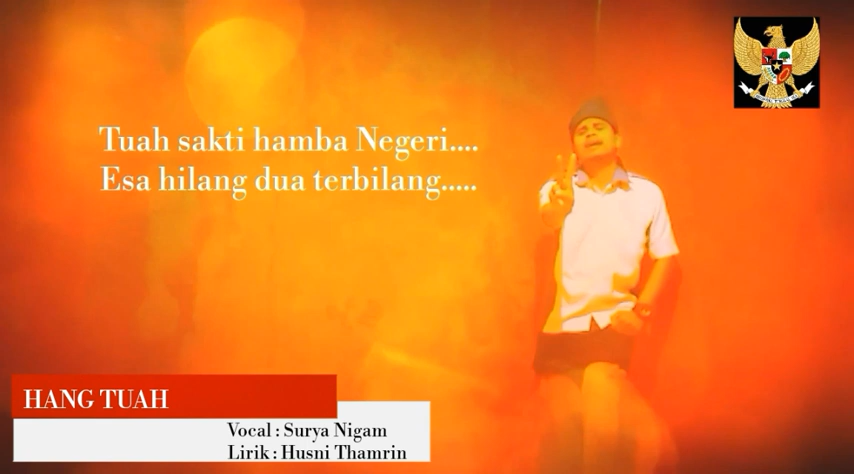 Tuah sakti hamba Negeri....
Esa hilang dua terbilang.....
HANG TUAH
Vocal : Surya Nigam
Lirik : Husni Thamrin